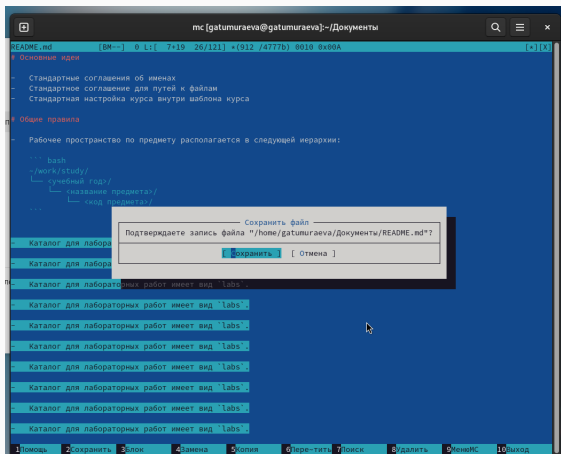 mc [gatumuraeva@gatumuraeva]:~/Документы
README.md [BM--] 0 L:[ 7+19 26/121] *(912 /4777b) 0010 0x00A [*][X]
# Основные идеи
- Стандартные соглашения об именах
- Стандартное соглашение для путей к файлам
- Стандартная настройка курса внутри шаблона курса
# Общие правила
- Рабочее пространство по предмету располагается в следующей иерархии:
``` bash
~/work/study/
└── <учебный год>/
└── <название предмета>/
└── <код предмета>/
```
Сохранить файл
Подтверждаете запись файла "/home/gatumuraeva/Документы/README.md"?
[ Сохранить ] [ Отмена ]
- Каталог для лабора
- Каталог для лабора
- Каталог для лабораторных работ имеет вид `labs`.
- Каталог для лабораторных работ имеет вид `labs`.
- Каталог для лабораторных работ имеет вид `labs`.
- Каталог для лабораторных работ имеет вид `labs`.
- Каталог для лабораторных работ имеет вид `labs`.
- Каталог для лабораторных работ имеет вид `labs`.
- Каталог для лабораторных работ имеет вид `labs`.
- Каталог для лабораторных работ имеет вид `labs`.
1Помощь 2Сохранить 3Блок 4Замена 5Копия 6Пере~тить 7Поиск 8Удалить 9МенюMC 10Выход